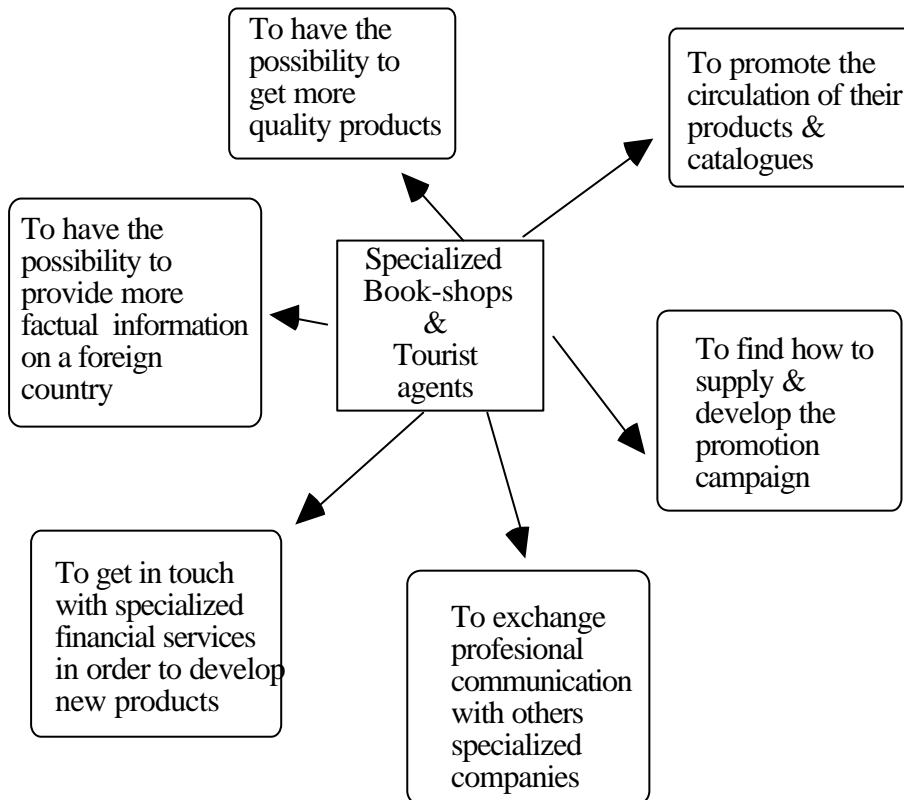 To have the
possibility to
get more
quality products
To promote the
circulation of their
products &
catalogues
To have the
possibility to
provide more
factual information
on a foreign
country
Specialized
Book-shops
&
Tourist
agents
To find how to
supply &
develop the
promotion
campaign
To get in touch
with specialized
financial services
in order to develop
new products
To exchange
profesional
communication
with others
specialized
companies